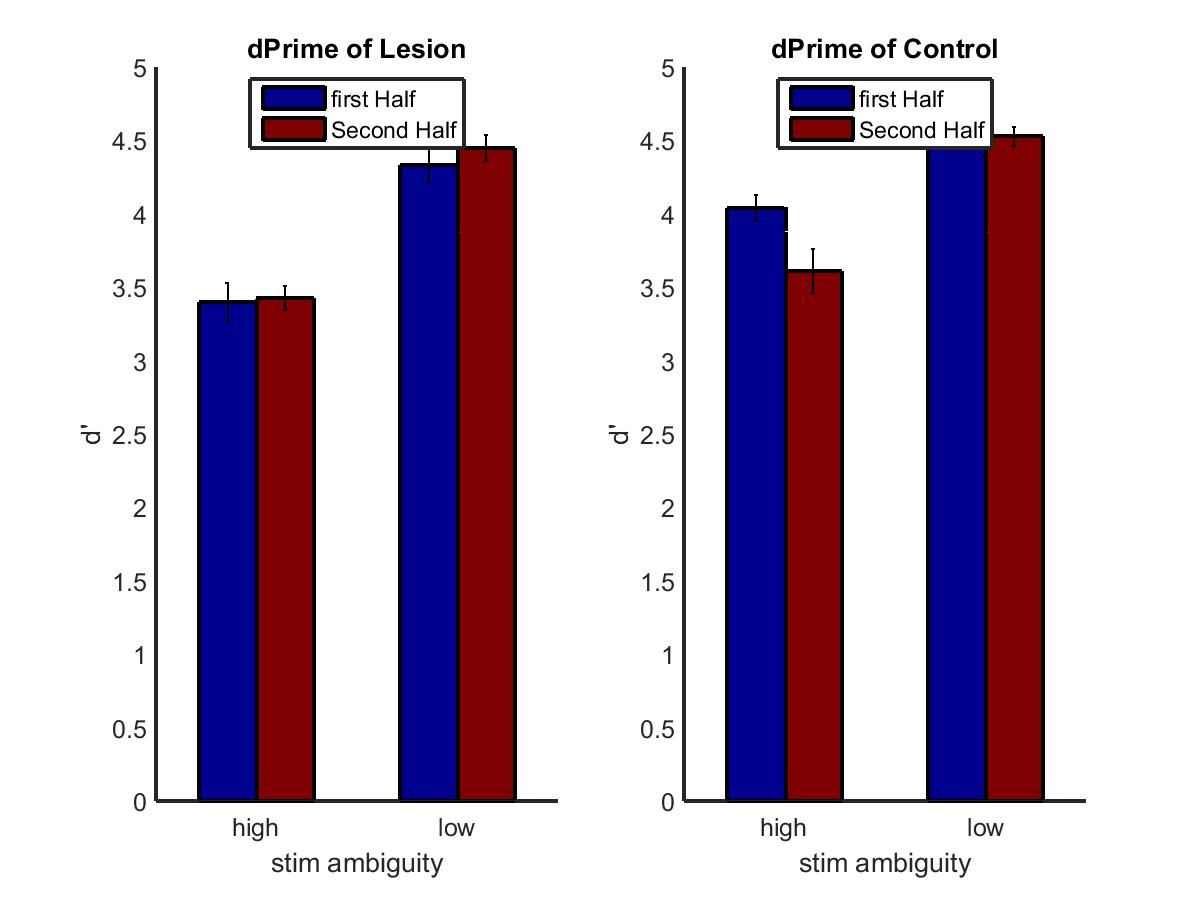 dPrime of Lesion
first Half
Second Half
5
4.5
4
3.5
3
2.5
2
1.5
1
0.5
0
d'
high low
stim ambiguity
dPrime of Control
first Half
Second Half
5
4.5
4
3.5
3
2.5
2
1.5
1
0.5
0
d'
high low
stim ambiguity